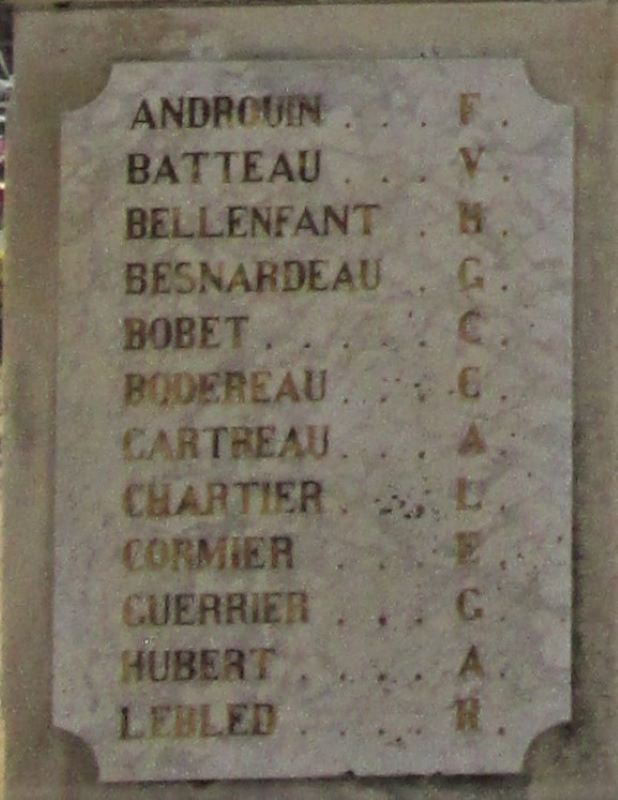 ANDROUIN . . . F.
BATTEAU . . . V.
BELLENFANT . H.
BESNARDEAU . G.
BOBET . . . . . C.
BODEREAU . . . . C.
CARTREAU . . . A.
CHARTIER . . . L.
CORMIER . . . E.
GUERRIER . . . G.
HUBERT . . . . A.
LEBLED . . . . H.